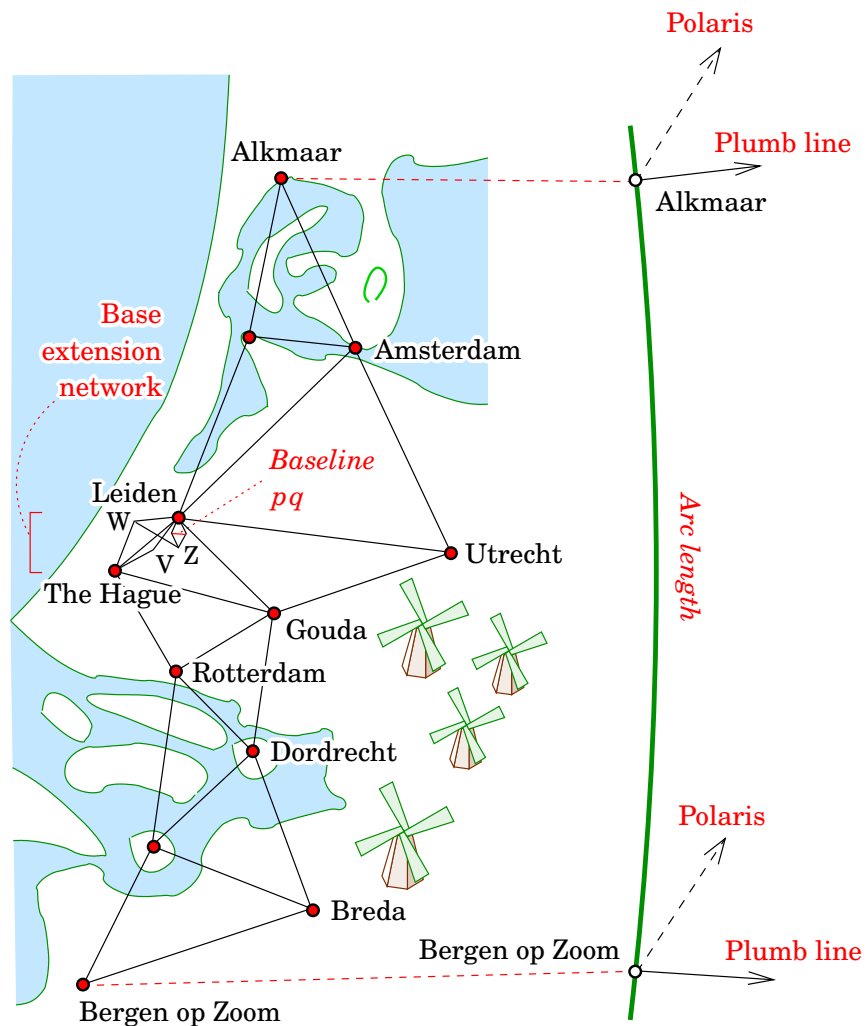 Polaris
Plumb line
Alkmaar
Alkmaar
Base
extension
network
Amsterdam
Baseline
pq
Leiden
W
V
Z
Utrecht
The Hague
Gouda
Arc length
Rotterdam
Dordrecht
Polaris
Breda
Bergen op Zoom
Plumb line
Bergen op Zoom